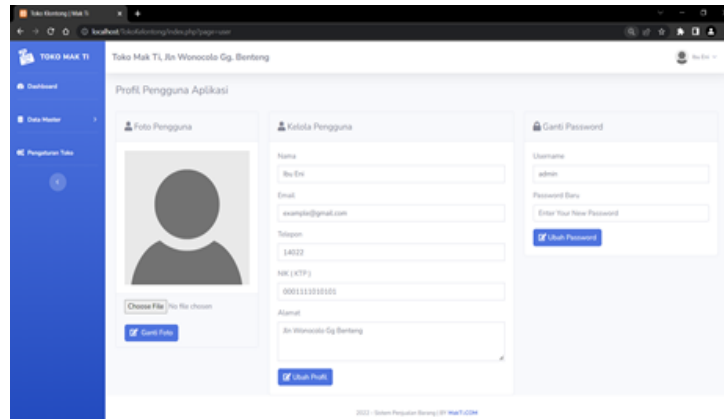 Toko Klontong | Mak Ti
localhost/tokoKelontong/index.php?page=user
TOKO MAK TI
Toko Mak Ti, Jln Wonocolo Gg. Benteng
Ibu Eni
Dashboard
Data Master
Pengaturan Toko
Profil Pengguna Aplikasi
Foto Pengguna
Choose File No file chosen
Ganti Foto
Kelola Pengguna
Nama
Ibu Eni
Email
example@gmail.com
Telepon
14022
NIK ( KTP )
0001111010101
Alamat
Jln Wonocolo Gg Benteng
Ubah Profil
Ganti Password
Username
admin
Password Baru
Enter Your New Password
Ubah Password
2022 - Sistem Penjualan Barang | BY MakTi.COM